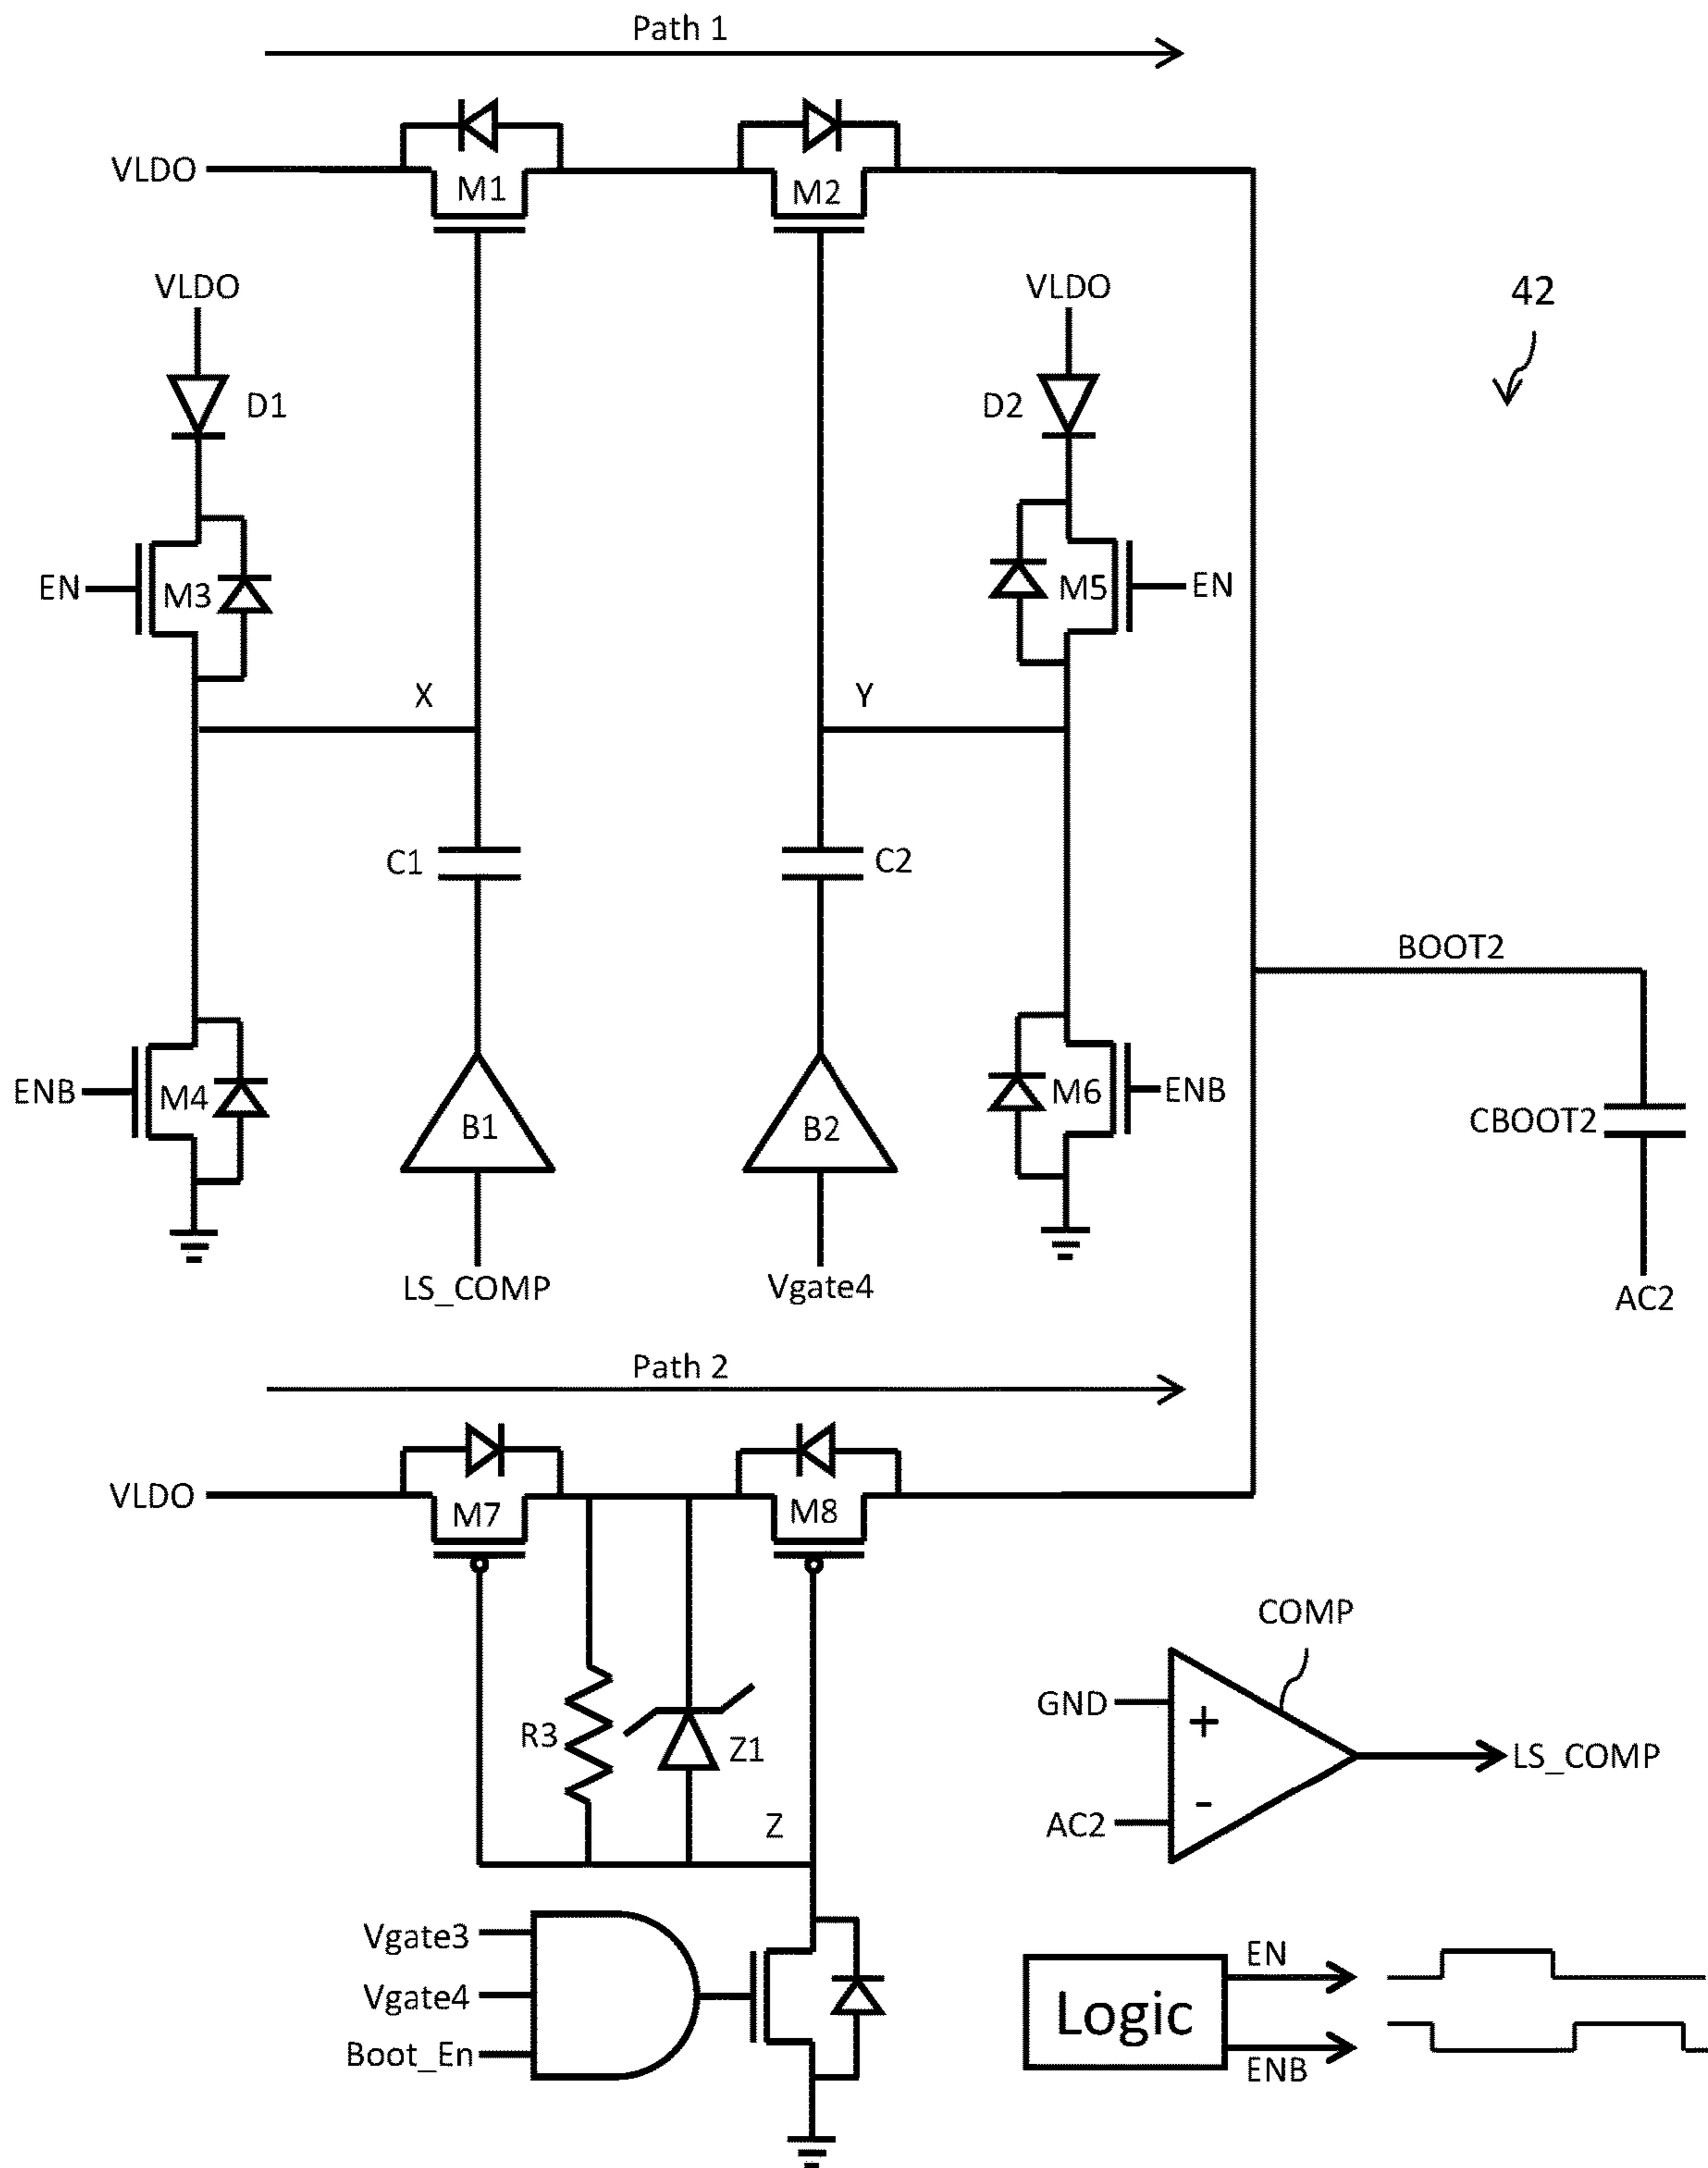 Path 1
VLDO
M1
M2
VLDO
VLDO
42
D1
D2
EN
M3
M5
EN
X
Y
C1
C2
BOOT2
ENB
M4
B1
B2
M6
ENB
CBOOT2
LS_COMP
Vgate4
AC2
Path 2
VLDO
M7
M8
COMP
GND
+
R3
Z1
LS_COMP
Z
-
AC2
Vgate3
Vgate4
Boot_En
Logic
EN
ENB